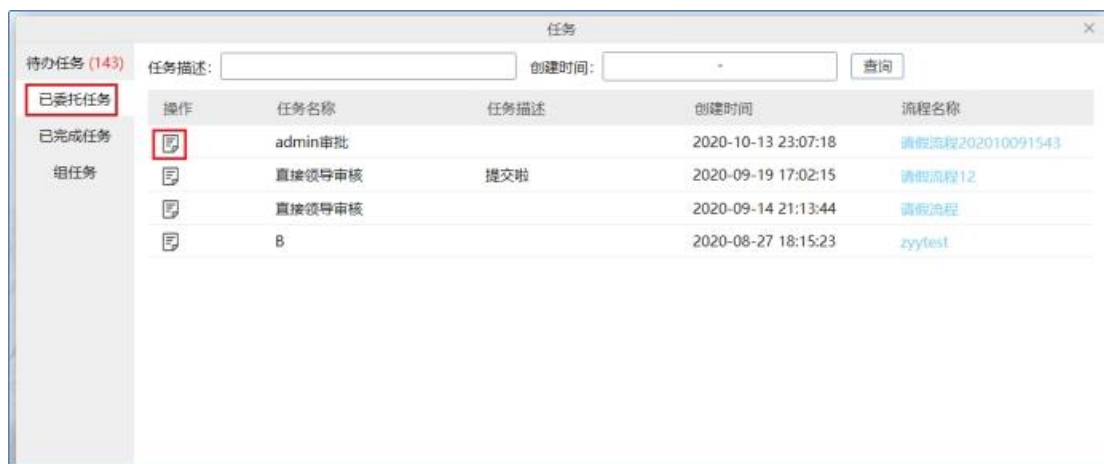 任务
待办任务 (143)
任务描述：
创建时间：
-
查询
已委托任务
已完成任务
组任务
操作 任务名称 任务描述 创建时间 流程名称
admin审批 2020-10-13 23:07:18 请假流程202010091543
直接领导审核 提交啦 2020-09-19 17:02:15 请假流程12
直接领导审核 2020-09-14 21:13:44 请假流程
B 2020-08-27 18:15:23 zyytest